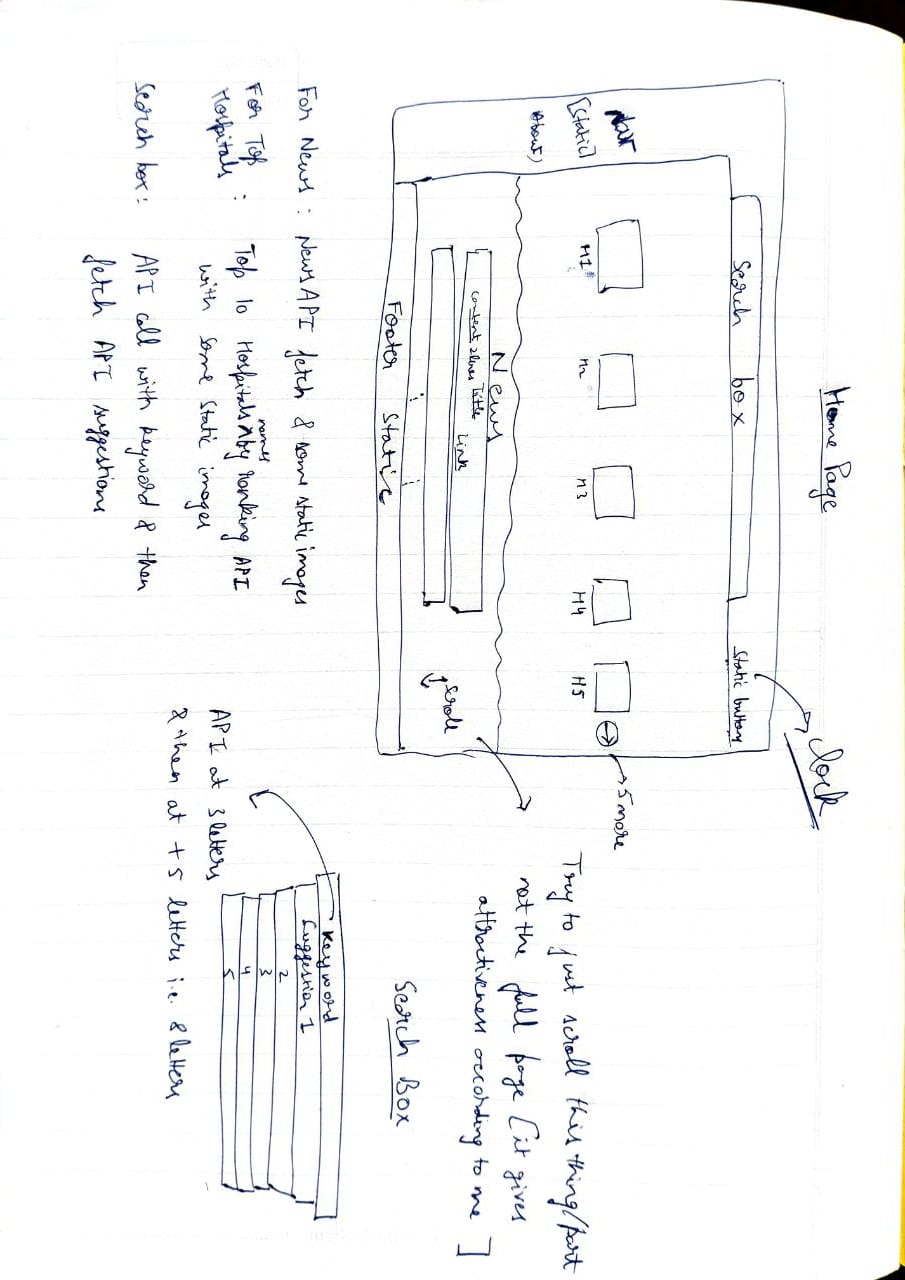 Home Page
Clock
Search box
Static buttons
Nav
[Static]
About)
H1
H2
H3
H4
H5
→ 5 more
Try to just scroll this thing/part
not the full page [it gives
attractiveness according to me ]
News
Content 2 lines Title
Link
scroll
Footer Static
Search Box
Keyword
Suggestion 1
2
3
4
5
API at 3 letters
& then at +5 letters i.e. 8 letters
For News : News API fetch & some static images
For Top
Hospitals : Top 10 Hospitals names by ranking API
with some static images
Search box : API call with keyword & then
fetch API suggestions